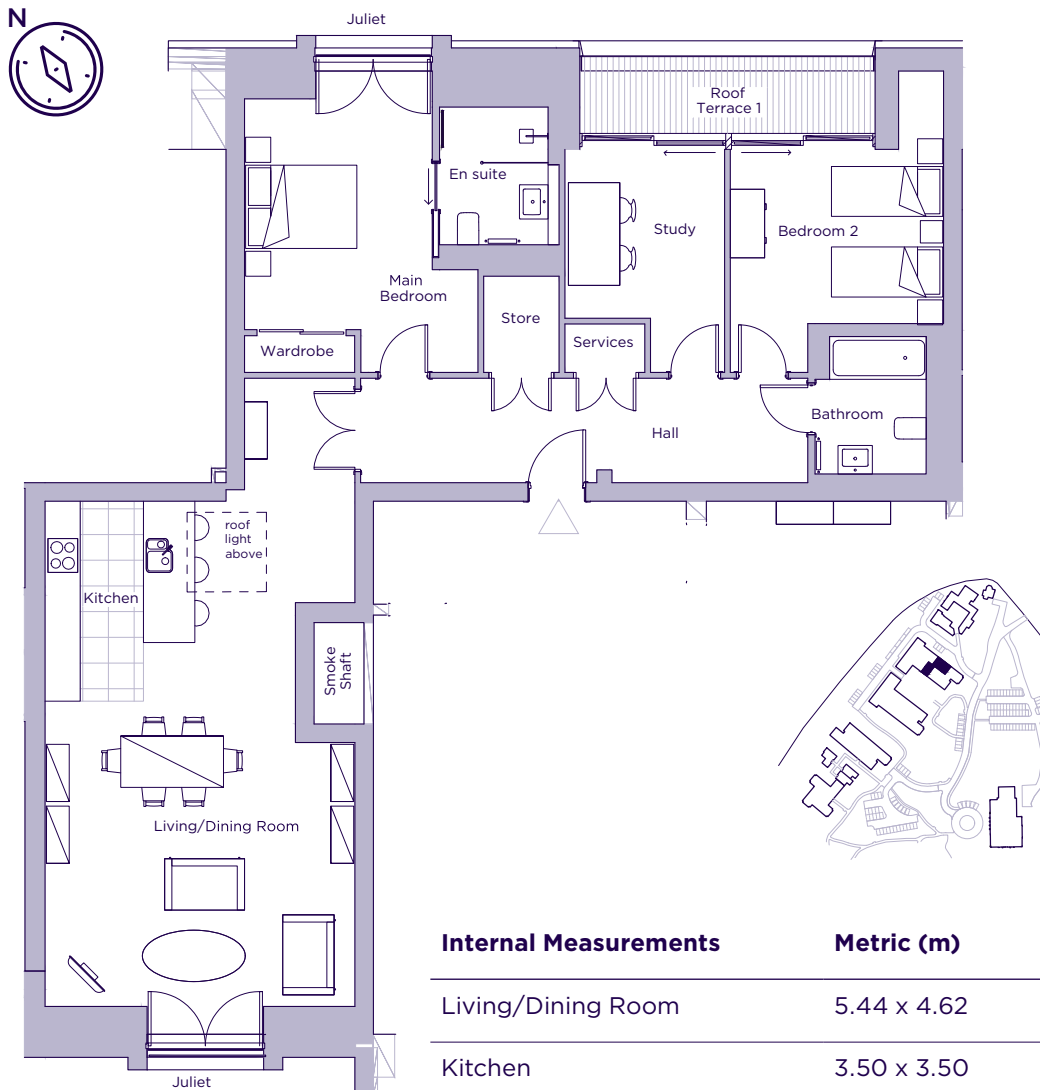 N
Juliet
Roof
Terrace 1
En suite
Study
Bedroom 2
Main
Bedroom
Store
Services
Wardrobe
Bathroom
Hall
roof
light
above
Kitchen
Smoke
Shaft
Living/Dining Room
Juliet
Internal Measurements Metric (m)
Living/Dining Room 5.44 x 4.62
Kitchen 3.50 x 3.50